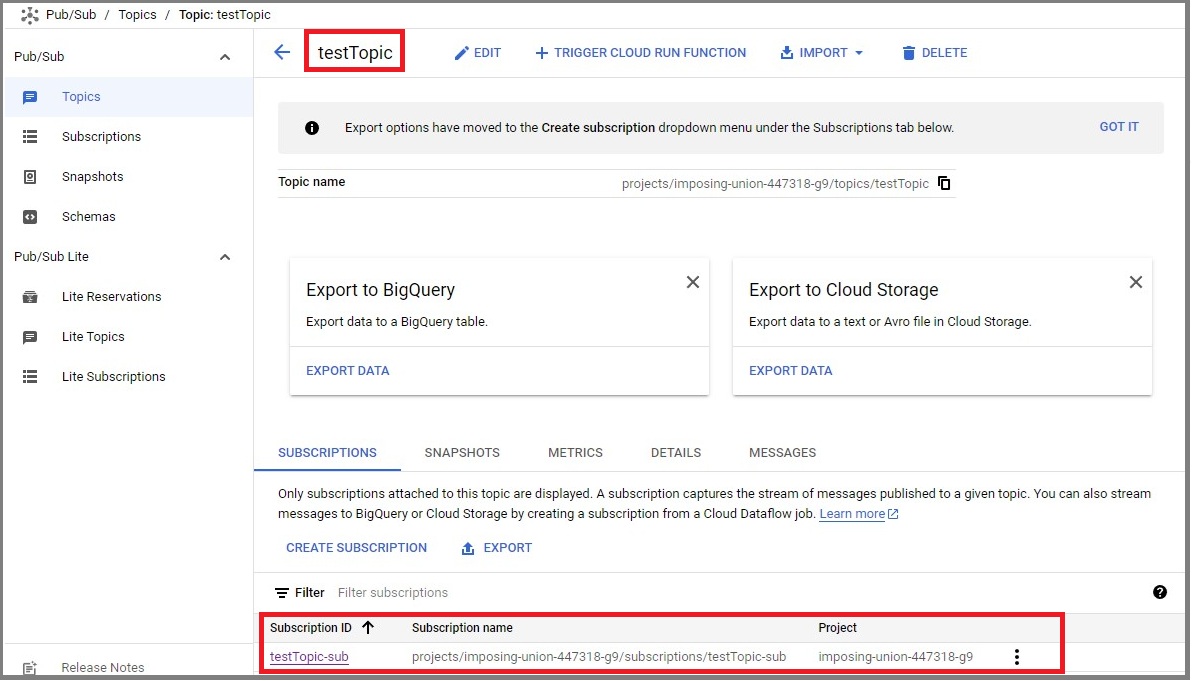 Pub/Sub / Topics / Topic: testTopic
Pub/Sub
Topics
Subscriptions
Snapshots
Schemas
Pub/Sub Lite
Lite Reservations
Lite Topics
Lite Subscriptions
Release Notes
testTopic
EDIT
TRIGGER CLOUD RUN FUNCTION
IMPORT
DELETE
Export options have moved to the Create subscription dropdown menu under the Subscriptions tab below.
GOT IT
Topic name
projects/imposing-union-447318-g9/topics/testTopic
Export to BigQuery
Export data to a BigQuery table.
EXPORT DATA
Export to Cloud Storage
Export data to a text or Avro file in Cloud Storage.
EXPORT DATA
SUBSCRIPTIONS SNAPSHOTS METRICS DETAILS MESSAGES
Only subscriptions attached to this topic are displayed. A subscription captures the stream of messages published to a given topic. You can also stream
messages to BigQuery or Cloud Storage by creating a subscription from a Cloud Dataflow job. Learn more
CREATE SUBSCRIPTION EXPORT
Filter Filter subscriptions
Subscription ID Subscription name Project
testTopic-sub projects/imposing-union-447318-g9/subscriptions/testTopic-sub imposing-union-447318-g9